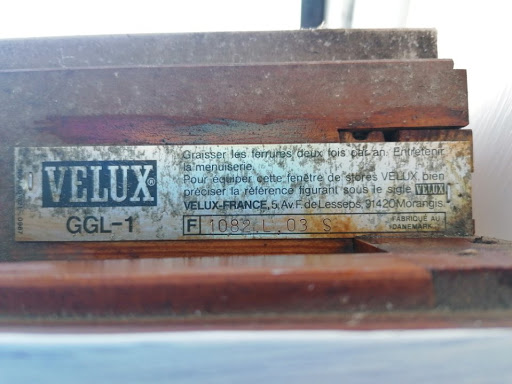 Graisser les ferrures deux fois par an. Entretenir
la menuiserie.
Pour équiper cette fenêtre de stores VELUX, bien
préciser la référence figurant sous le sigle VELUX
VELUX-FRANCE, 5, Av F. de Lesseps, 91420 Morangis.
VELUX®
GGL-1
F 1082 L 03 S
FABRIQUE AU
DANEMARK